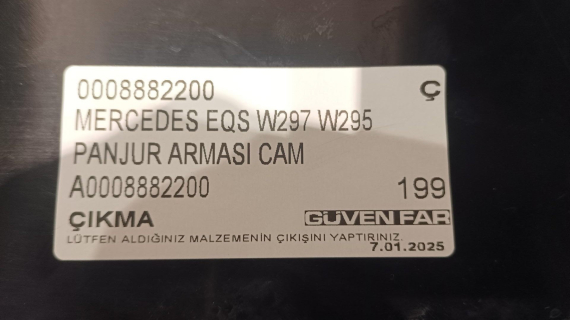 0008882200 Ç
MERCEDES EQS W297 W295
PANJUR ARMASI CAM
A0008882200 199
ÇIKMA GÜVEN FAR
LÜTFEN ALDIĞINIZ MALZEMENİN ÇIKIŞINI YAPTIRINIZ.
7.01.2025